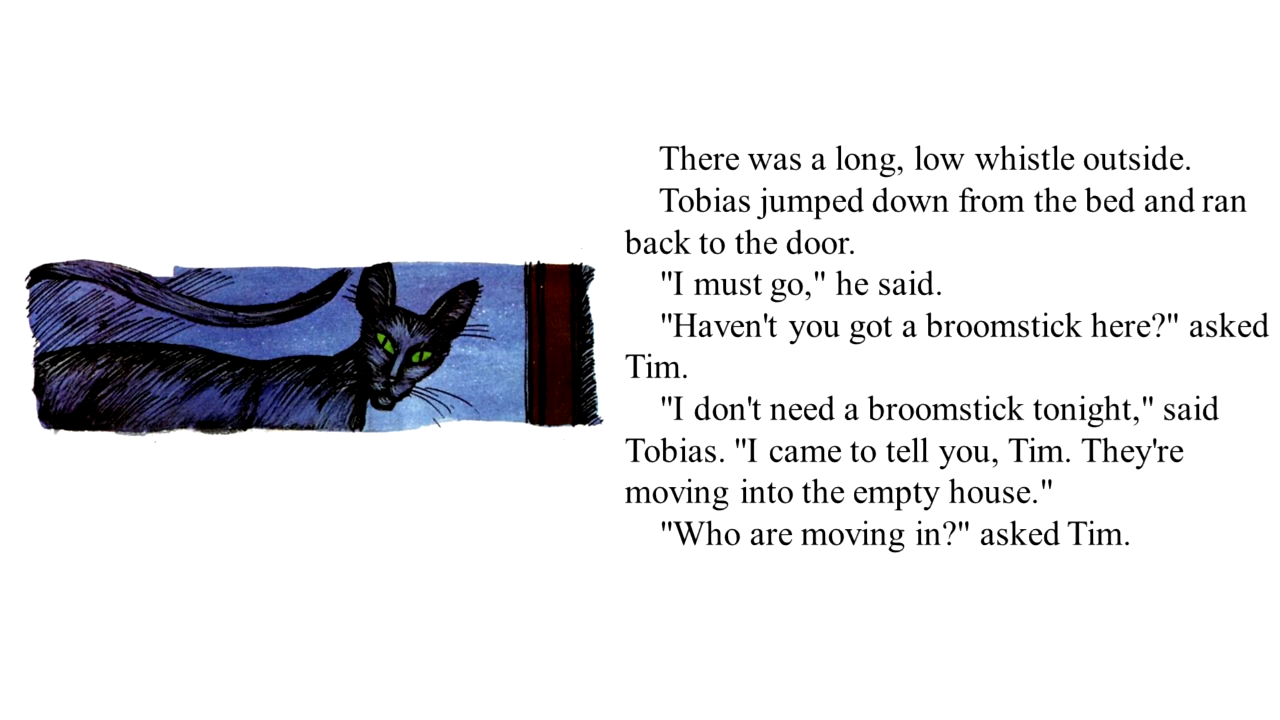 There was a long, low whistle outside.
Tobias jumped down from the bed and ran
back to the door.
"I must go," he said.
"Haven't you got a broomstick here?" asked
Tim.
"I don't need a broomstick tonight," said
Tobias. "I came to tell you, Tim. They're
moving into the empty house."
"Who are moving in?" asked Tim.